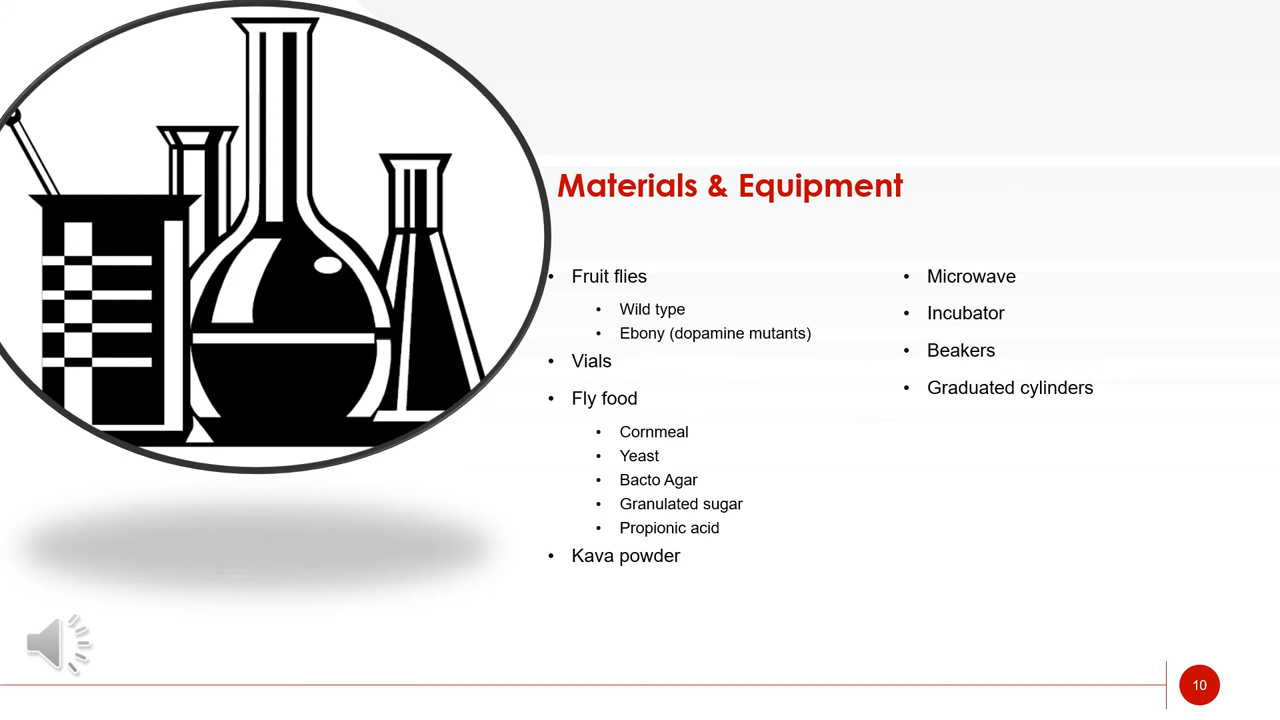 Materials & Equipment
• Fruit flies
• Wild type
• Ebony (dopamine mutants)
• Vials
• Fly food
• Cornmeal
• Yeast
• Bacto Agar
• Granulated sugar
• Propionic acid
• Kava powder
• Microwave
• Incubator
• Beakers
• Graduated cylinders
10